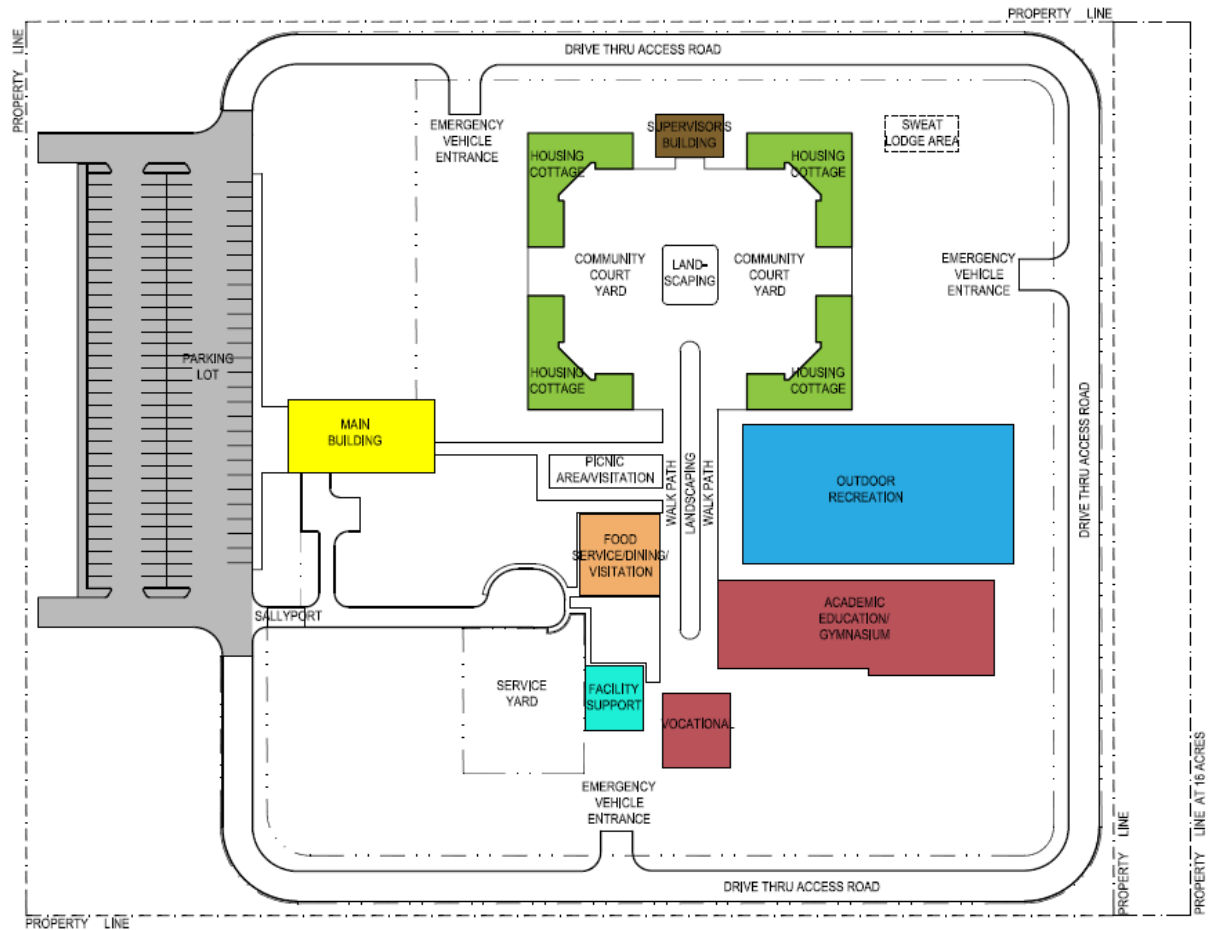 PROPERTY LINE
PROPERTY LINE
DRIVE THRU ACCESS ROAD
EMERGENCY
VEHICLE
ENTRANCE
SUPERVISOR'S
BUILDING
SWEAT
LODGE AREA
HOUSING
COTTAGE
HOUSING
COTTAGE
COMMUNITY
COURT
YARD
LAND-
SCAPING
COMMUNITY
COURT
YARD
EMERGENCY
VEHICLE
ENTRANCE
PARKING
LOT
HOUSING
COTTAGE
HOUSING
COTTAGE
MAIN
BUILDING
PICNIC
AREA/VISITATION
WALK PATH
LANDSCAPING
WALK PATH
OUTDOOR
RECREATION
DRIVE THRU ACCESS ROAD
FOOD
SERVICE/DINING/
VISITATION
SALLYPORT
ACADEMIC
EDUCATION/
GYMNASIUM
SERVICE
YARD
FACILITY
SUPPORT
VOCATIONAL
EMERGENCY
VEHICLE
ENTRANCE
DRIVE THRU ACCESS ROAD
PROPERTY LINE
PROPERTY LINE AT 16 ACRES
PROPERTY LINE